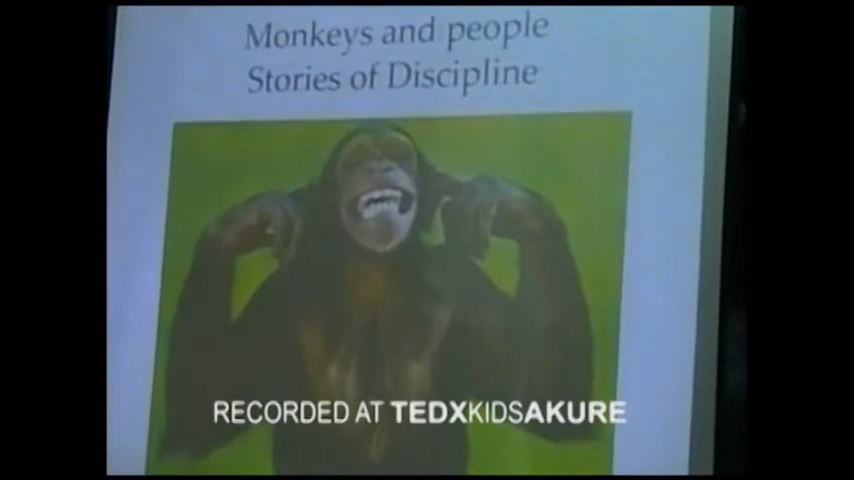 Monkeys and people
Stories of Discipline
RECORDED AT TEDXKIDSAKURE